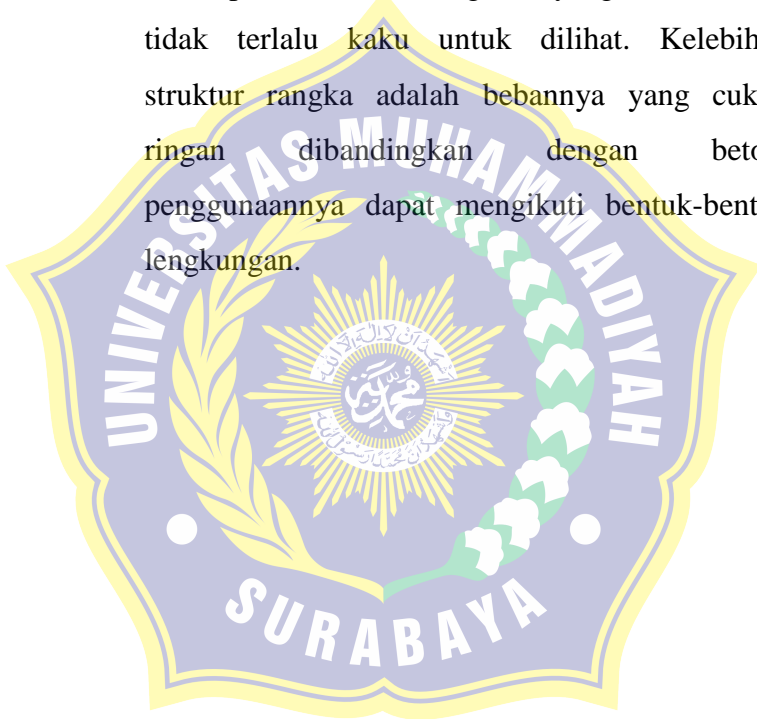 tidak terlalu kaku untuk dilihat. Kelebih
struktur rangka adalah bebannya yang cuk
ringan dibandingkan dengan beto
penggunaannya dapat mengikuti bentuk-bent
lengkungan.
UNIVERSITAS MUHAMMADIYAH
SURABAYA
محمد